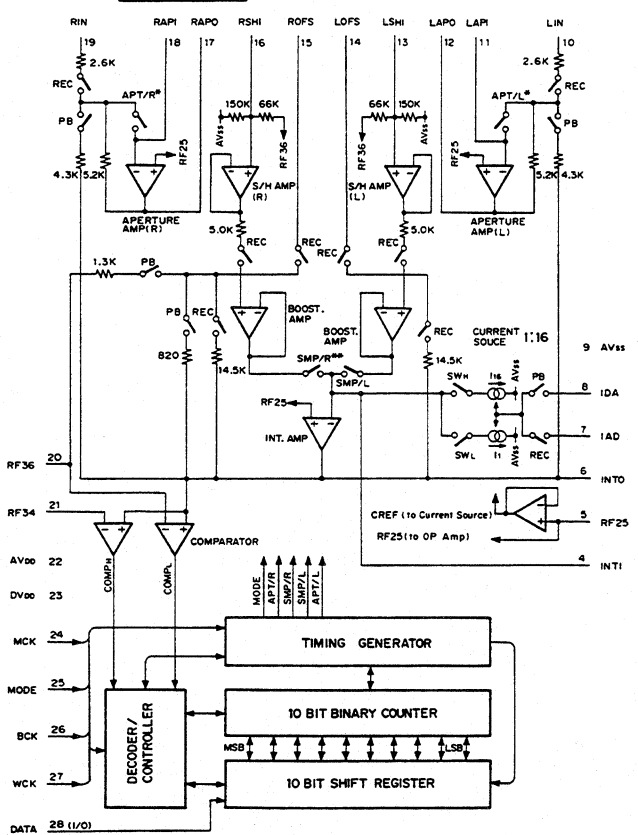 RIN RAPI RAPO RSHI ROFS LOFS LSHI LAPO LAPI LIN
19 18 17 16 15 14 13 12 11 10
2.6K 2.6K
REC APT/R* 150K 66K 66K 150K APT/L* REC
AVss RF36 RF36 AVss
PB RF25 RF25 PB
4.3K 5.2K S/H AMP (R) S/H AMP (L) 5.2K 4.3K
APERTURE AMP(R) APERTURE AMP(L)
5.0K 5.0K
REC REC REC REC
1.3K PB
PB REC BOOST. AMP BOOST. AMP REC
820 14.5K 14.5K
SMP/R** SMP/L
CURRENT SOUCE 1:16
9 AVss
RF25 INT. AMP
SWH I16 AVss PB 8 IDA
SWL I1 AVss REC 7 IAD
RF36 20
6 INTO
RF34 21
CREF (to Current Source)
5 RF25
RF25(to OP Amp)
COMPARATOR
4 INTI
AVDD 22
COMPH COMPL
MODE APT/R SMP/R SMP/L APT/L
DVDD 23
MCK 24
TIMING GENERATOR
MODE 25
DECODER/ CONTROLLER
10 BIT BINARY COUNTER
BCK 26
MSB LSB
WCK 27
10 BIT SHIFT REGISTER
DATA 28 (I/O)